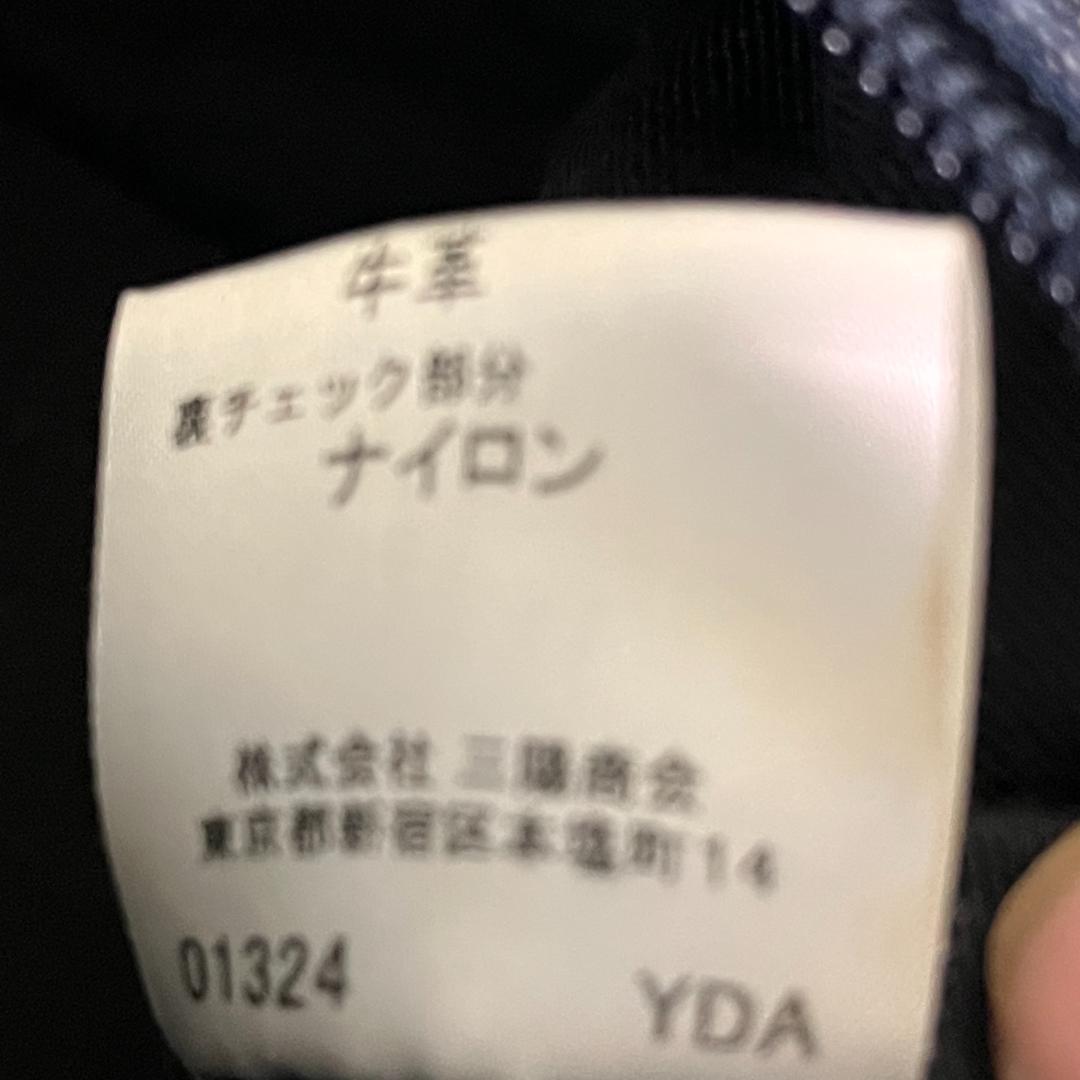 牛革
裏チェック部分
ナイロン
株式会社 三陽商会
東京都新宿区本塩町14
01324 YDA